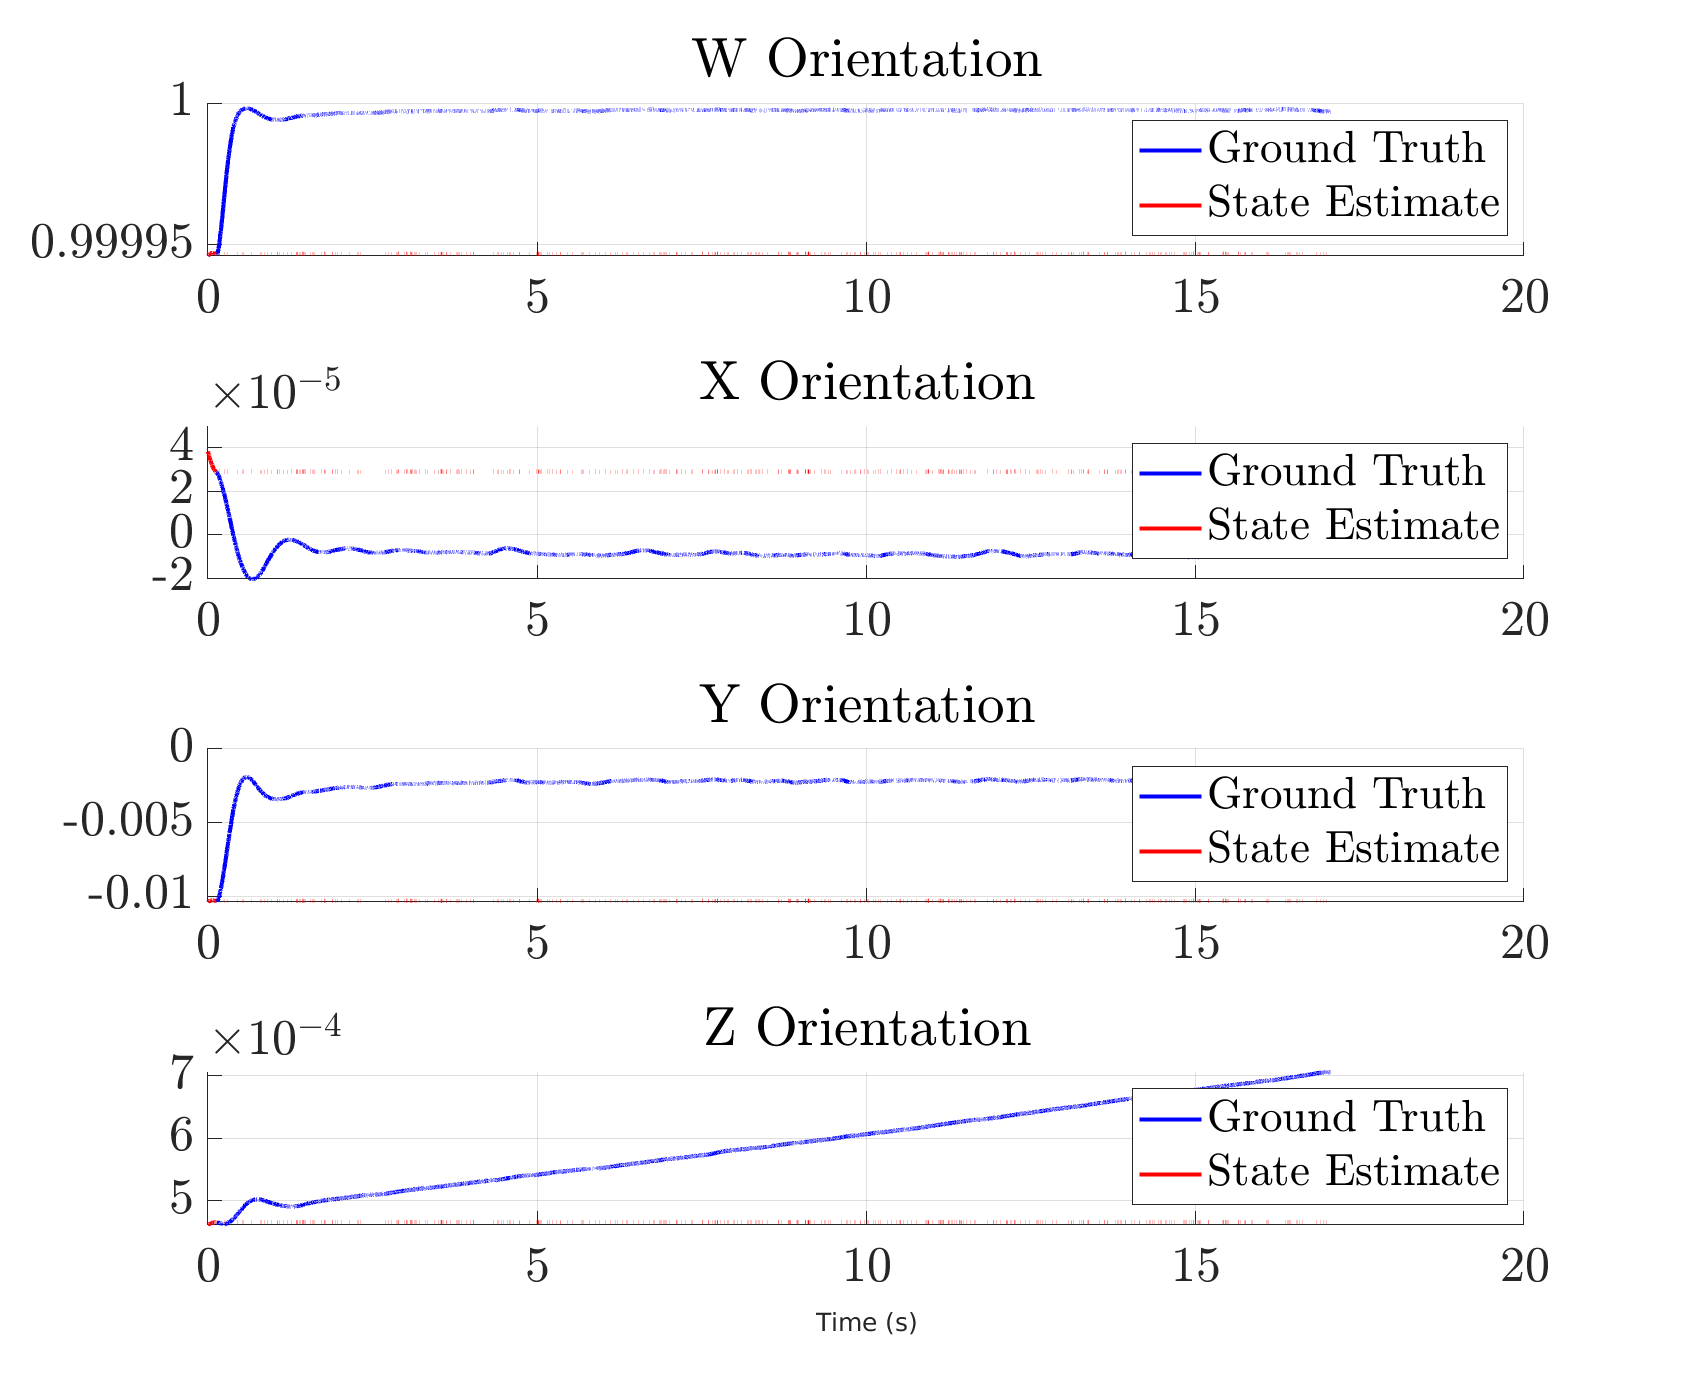 W Orientation
1
0.99995
0 5 10 15 20
Ground Truth
State Estimate
X Orientation
×10⁻⁵
4
2
0
-2
0 5 10 15 20
Ground Truth
State Estimate
Y Orientation
0
-0.005
-0.01
0 5 10 15 20
Ground Truth
State Estimate
Z Orientation
×10⁻⁴
7
6
5
0 5 10 15 20
Ground Truth
State Estimate
Time (s)